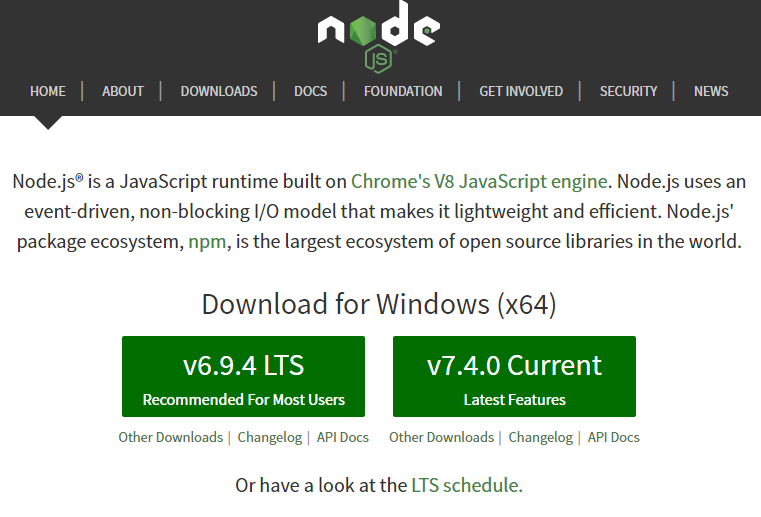 node
JS®
HOME | ABOUT | DOWNLOADS | DOCS | FOUNDATION | GET INVOLVED | SECURITY | NEWS
Node.js® is a JavaScript runtime built on Chrome's V8 JavaScript engine. Node.js uses an
event-driven, non-blocking I/O model that makes it lightweight and efficient. Node.js'
package ecosystem, npm, is the largest ecosystem of open source libraries in the world.
Download for Windows (x64)
v6.9.4 LTS
Recommended For Most Users
v7.4.0 Current
Latest Features
Other Downloads | Changelog | API Docs
Other Downloads | Changelog | API Docs
Or have a look at the LTS schedule.